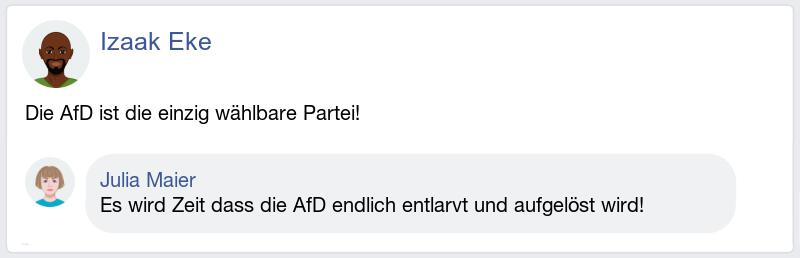 Izaak Eke
Die AfD ist die einzig wählbare Partei!
Julia Maier
Es wird Zeit dass die AfD endlich entlarvt und aufgelöst wird!